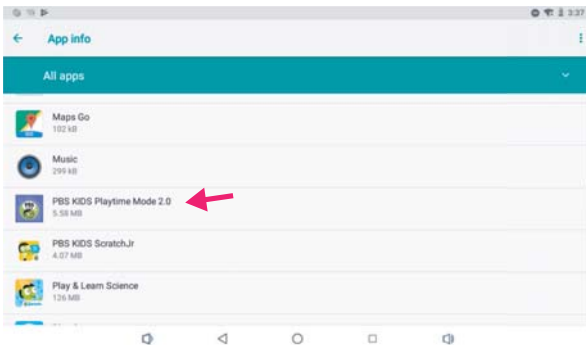 3:37
App info
All apps
Maps Go
102 kB
Music
299 kB
PBS KIDS Playtime Mode 2.0
5.58 MB
PBS KIDS ScratchJr
4.07 MB
Play & Learn Science
126 MB